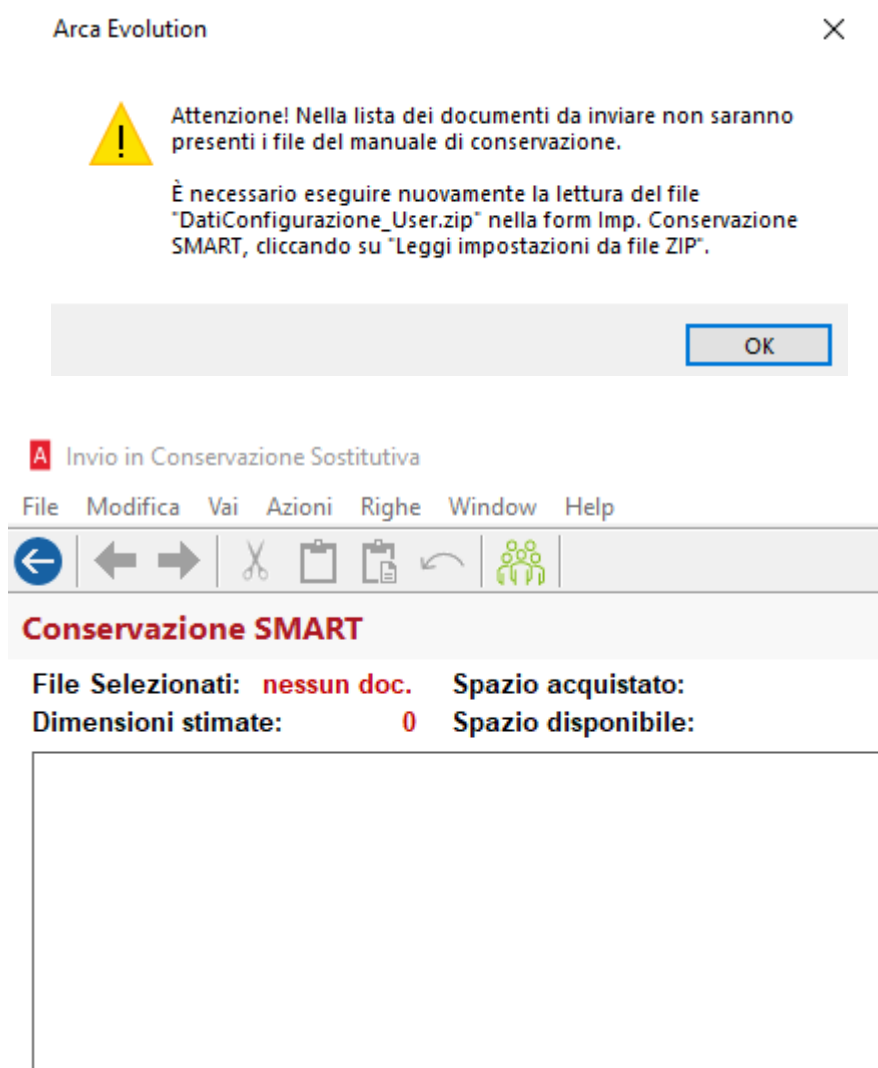 Arca Evolution
Attenzione! Nella lista dei documenti da inviare non saranno
presenti i file del manuale di conservazione.
È necessario eseguire nuovamente la lettura del file
"DatiConfigurazione_User.zip" nella form Imp. Conservazione
SMART, cliccando su "Leggi impostazioni da file ZIP".
OK
A Invio in Conservazione Sostitutiva
File Modifica Vai Azioni Righe Window Help
Conservazione SMART
File Selezionati: nessun doc. Spazio acquistato:
Dimensioni stimate: 0 Spazio disponibile: